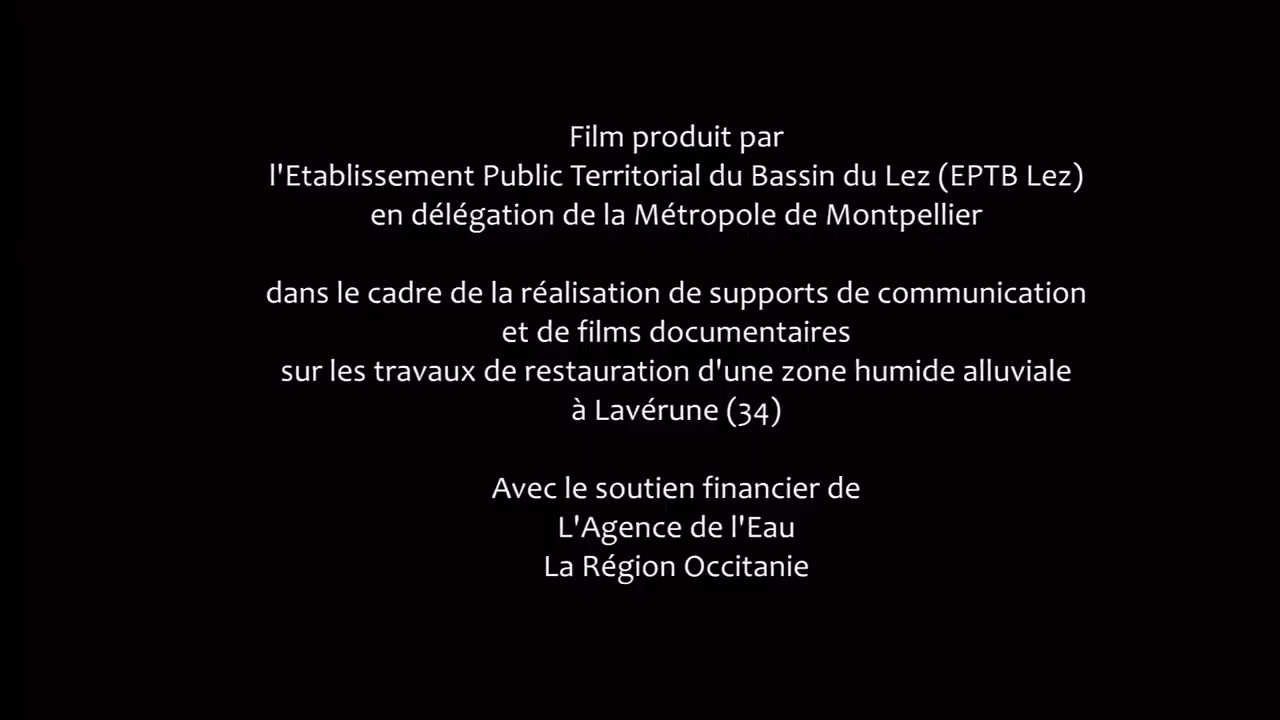 Film produit par
l'Etablissement Public Territorial du Bassin du Lez (EPTB Lez)
en délégation de la Métropole de Montpellier
dans le cadre de la réalisation de supports de communication
et de films documentaires
sur les travaux de restauration d'une zone humide alluviale
à Lavérune (34)
Avec le soutien financier de
L'Agence de l'Eau
La Région Occitanie